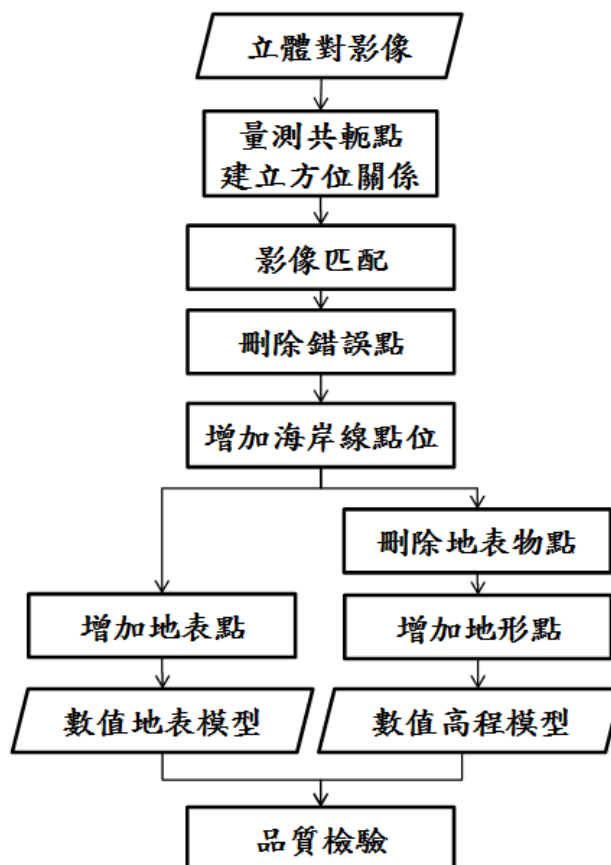 立體對影像
量測共軛點
建立方位關係
影像匹配
刪除錯誤點
增加海岸線點位
刪除地表物點
增加地表點
增加地形點
數值地表模型
數值高程模型
品質檢驗